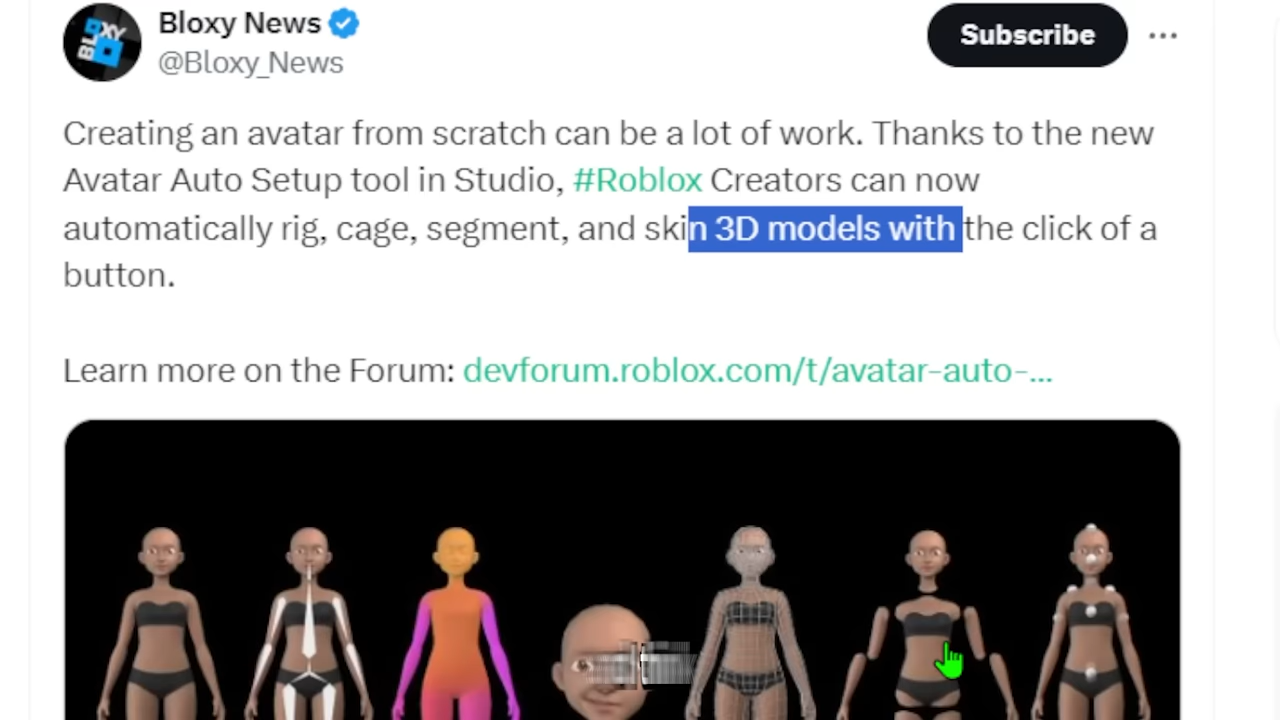 Bloxy News
@Bloxy_News
Subscribe
Creating an avatar from scratch can be a lot of work. Thanks to the new
Avatar Auto Setup tool in Studio, #Roblox Creators can now
automatically rig, cage, segment, and skin 3D models with the click of a
button.
Learn more on the Forum: devforum.roblox.com/t/avatar-auto-...